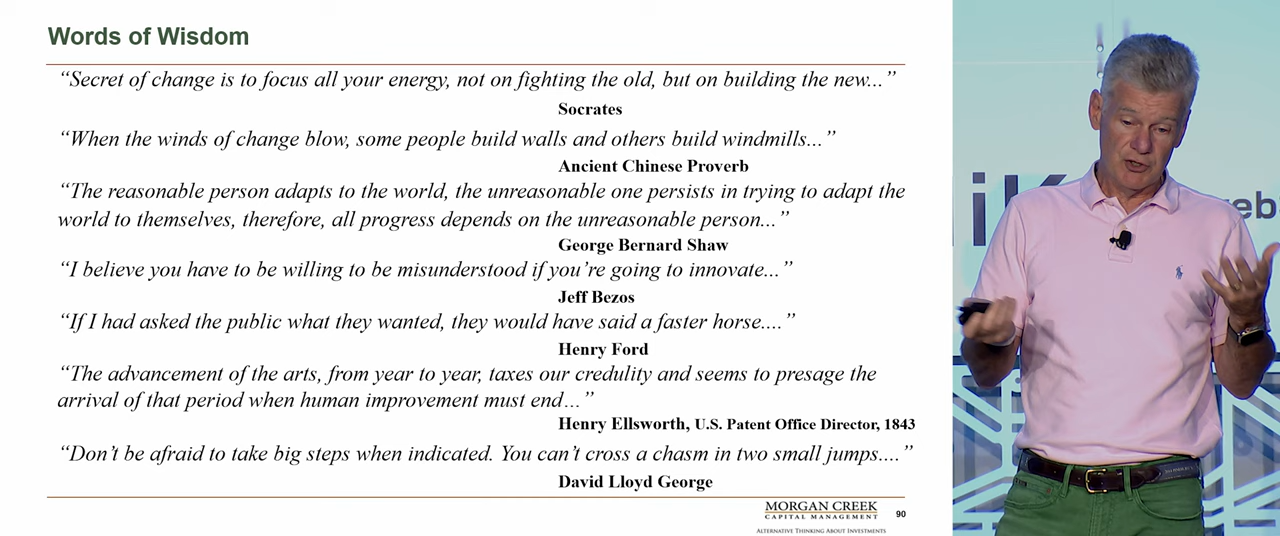 Words of Wisdom
“Secret of change is to focus all your energy, not on fighting the old, but on building the new...”
Socrates
“When the winds of change blow, some people build walls and others build windmills...”
Ancient Chinese Proverb
“The reasonable person adapts to the world, the unreasonable one persists in trying to adapt the
world to themselves, therefore, all progress depends on the unreasonable person...”
George Bernard Shaw
“I believe you have to be willing to be misunderstood if you’re going to innovate...”
Jeff Bezos
“If I had asked the public what they wanted, they would have said a faster horse....”
Henry Ford
“The advancement of the arts, from year to year, taxes our credulity and seems to presage the
arrival of that period when human improvement must end…”
Henry Ellsworth, U.S. Patent Office Director, 1843
“Don’t be afraid to take big steps when indicated. You can’t cross a chasm in two small jumps....”
David Lloyd George
MORGAN CREEK
CAPITAL MANAGEMENT
ALTERNATIVE THINKING ABOUT INVESTMENTS
90